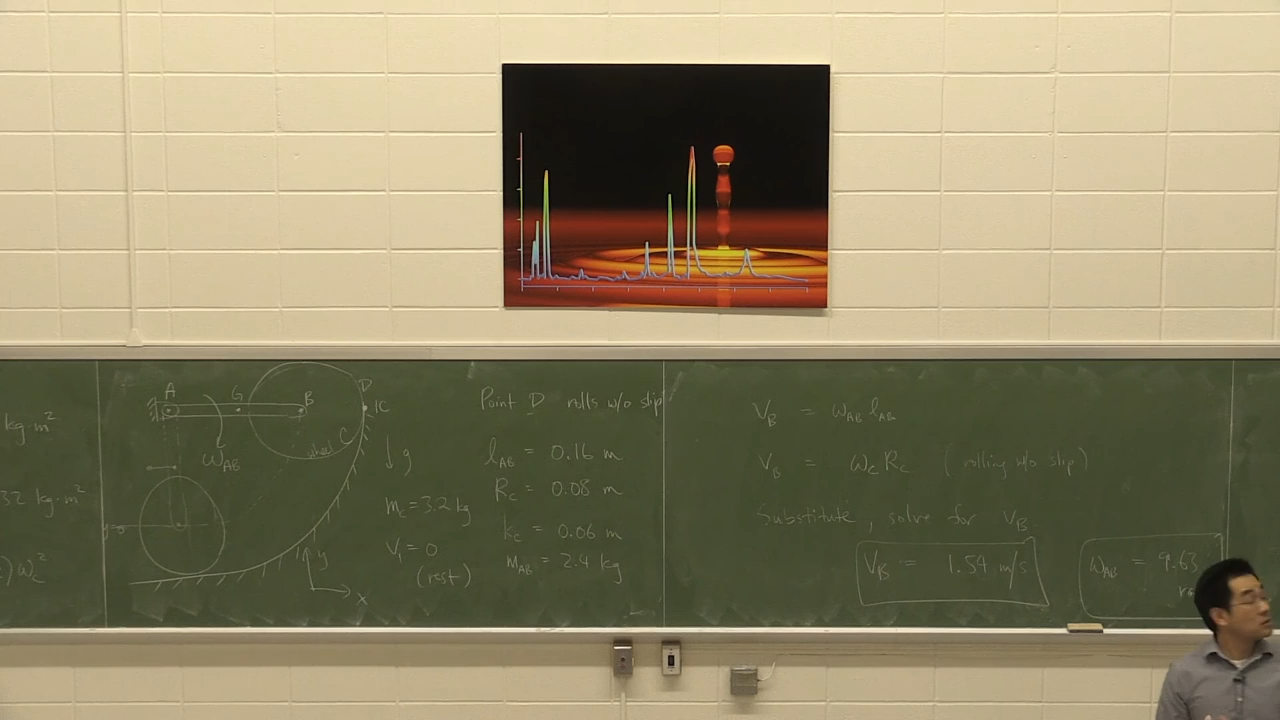 kg·m²
32 kg·m²
) ω_c²
A
G
B
D
IC
C
wheel
ω_AB
g
y
x
m_c = 3.2 kg
V₁ = 0
(rest)
Point D rolls w/o slip
l_AB = 0.16 m
R_c = 0.08 m
k_c = 0.06 m
m_AB = 2.4 kg
V_B = ω_AB l_AB
V_B = ω_c R_c (rolling w/o slip)
Substitute, solve for V_B
V_B = 1.54 m/s
ω_AB = 9.63